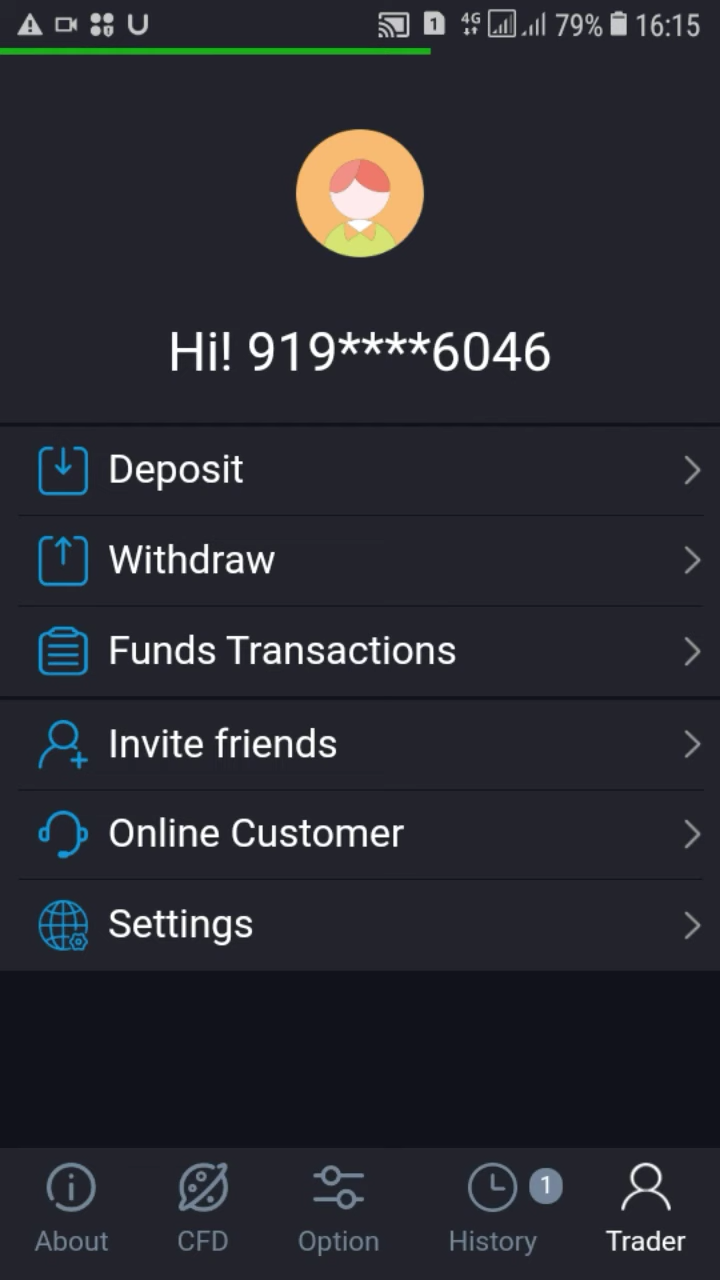 4G 79% 16:15
Hi! 919****6046
Deposit
Withdraw
Funds Transactions
Invite friends
Online Customer
Settings
1
About CFD Option History Trader